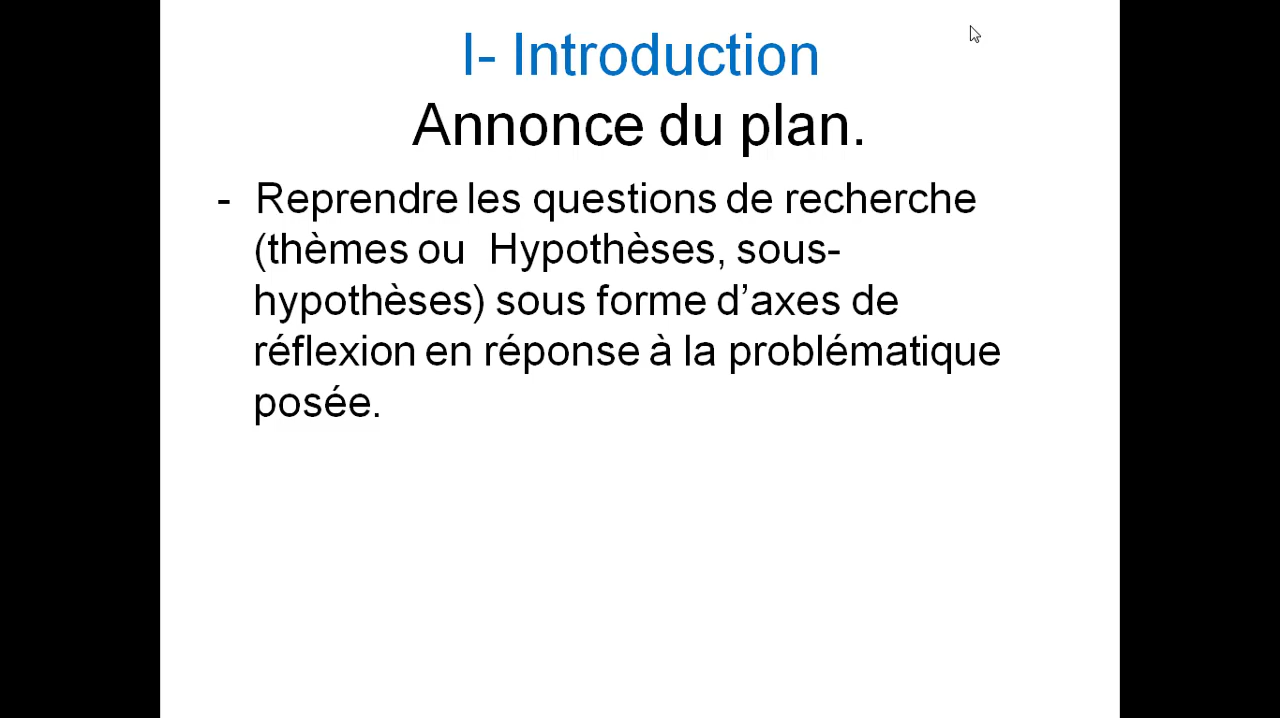 I- Introduction
Annonce du plan.
- Reprendre les questions de recherche
(thèmes ou  Hypothèses, sous-
hypothèses) sous forme d’axes de
réflexion en réponse à la problématique
posée.